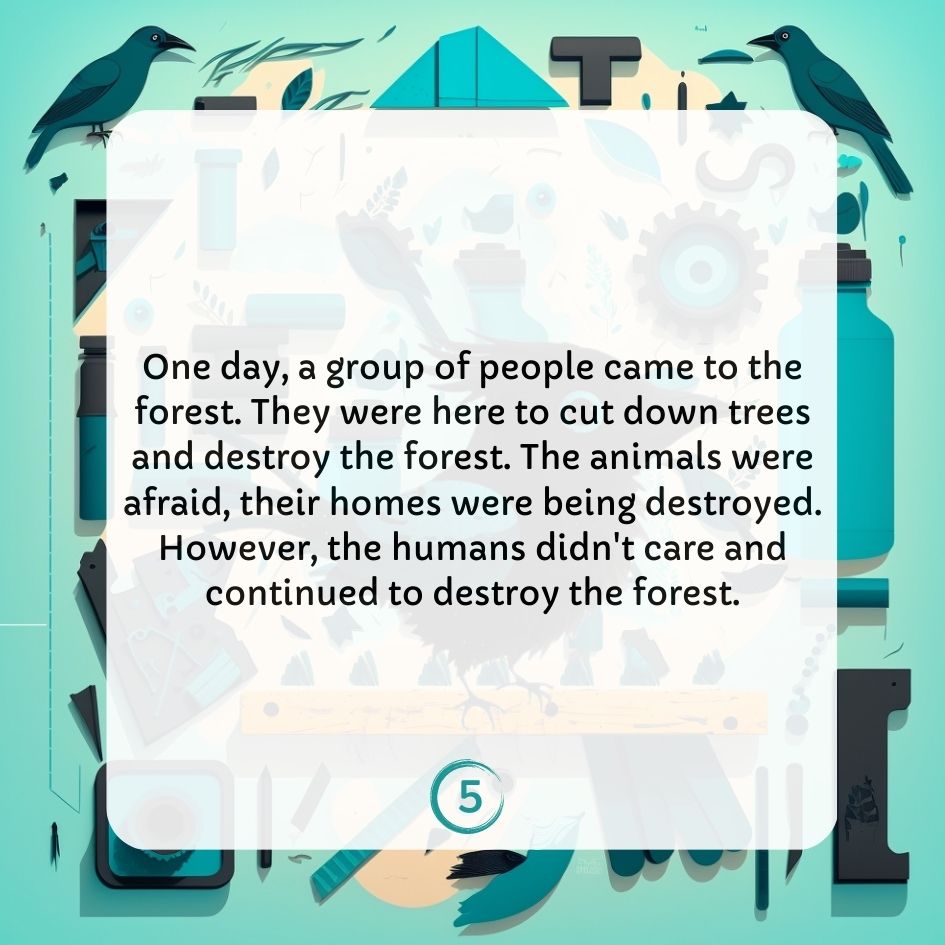 One day, a group of people came to the
forest. They were here to cut down trees
and destroy the forest. The animals were
afraid, their homes were being destroyed.
However, the humans didn't care and
continued to destroy the forest.
5